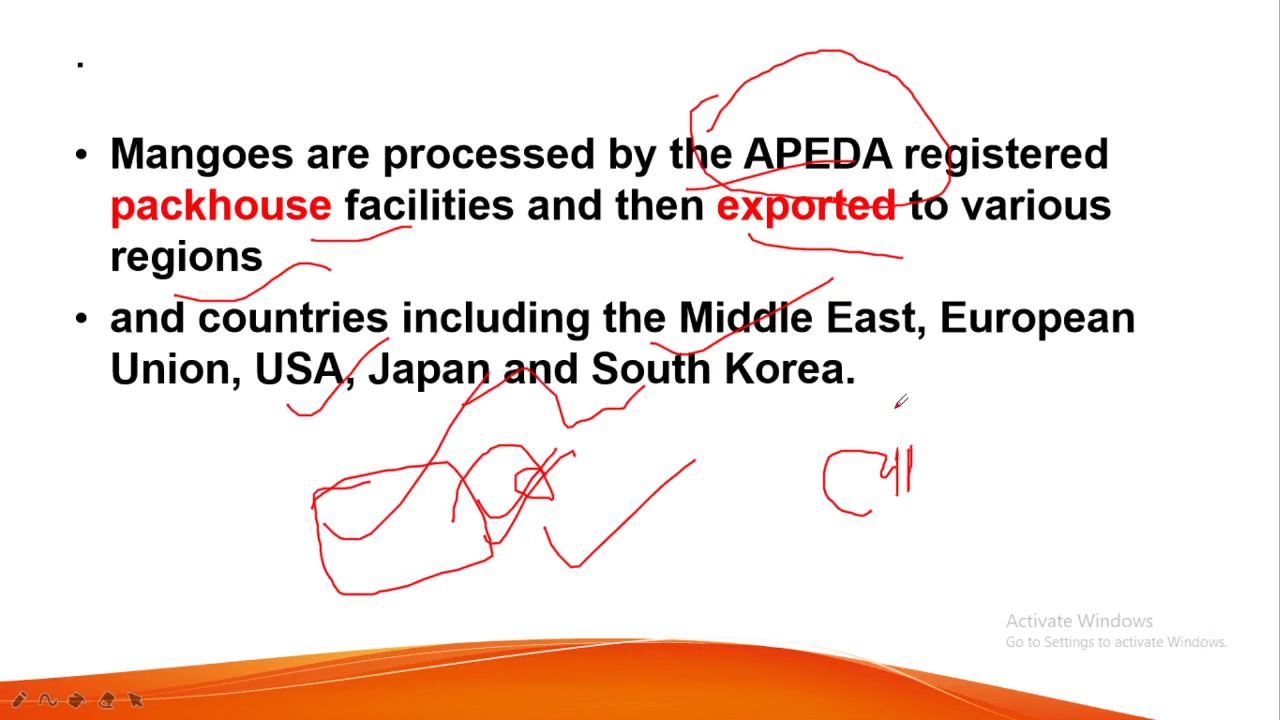 .
• Mangoes are processed by the APEDA registered
packhouse facilities and then exported to various
regions
• and countries including the Middle East, European
Union, USA, Japan and South Korea.
Activate Windows
Go to Settings to activate Windows.